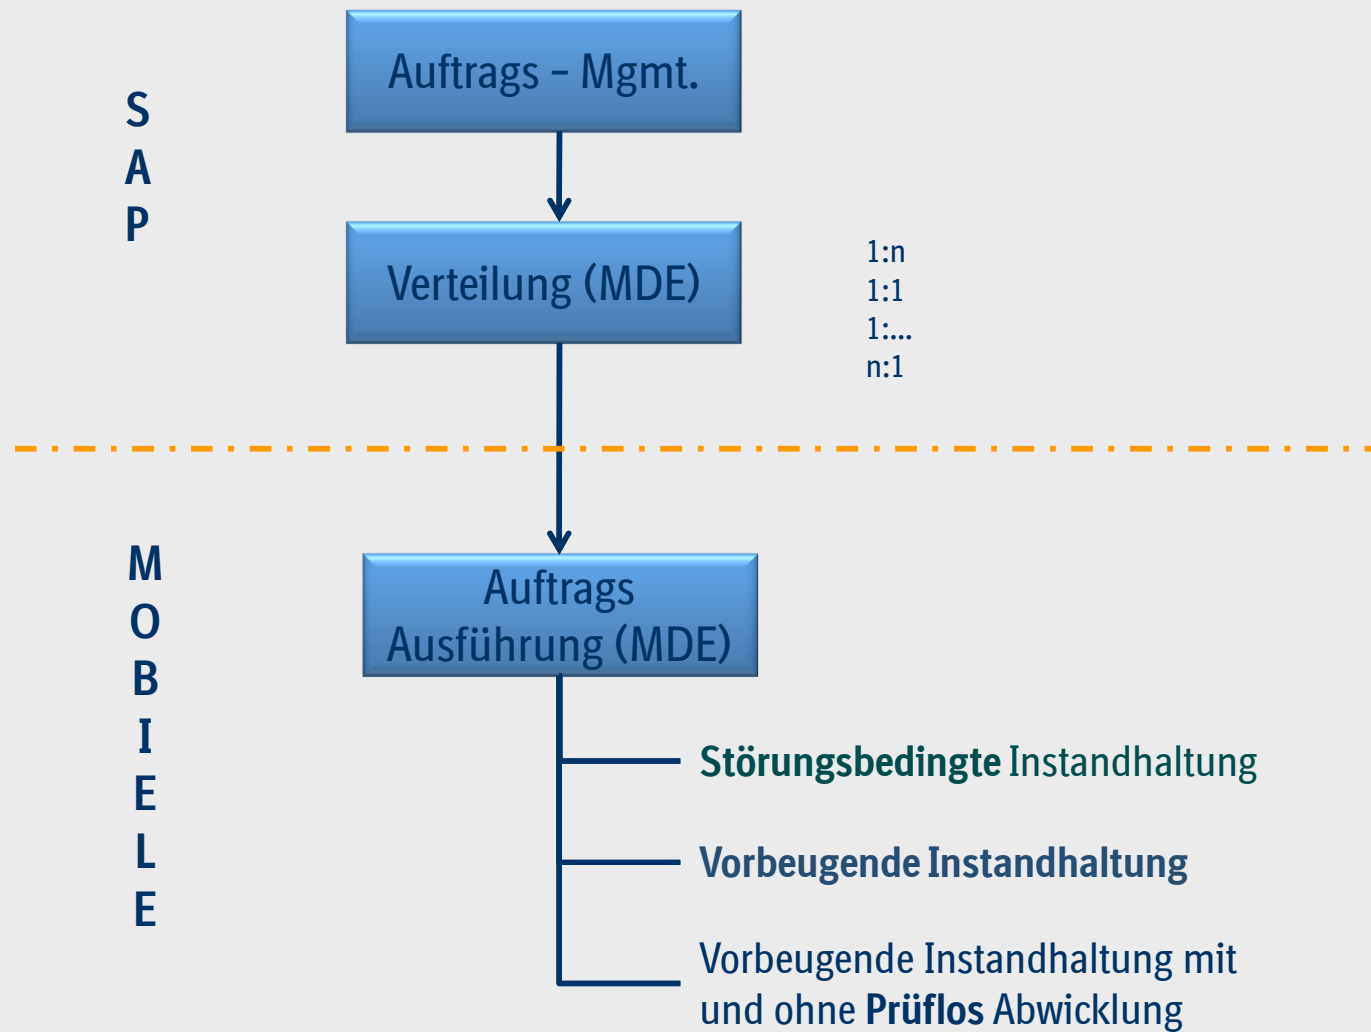 S
A
P
Auftrags – Mgmt.
Verteilung (MDE)
1:n
1:1
1:...
n:1
M
O
B
I
E
L
E
Auftrags
Ausführung (MDE)
Störungsbedingte Instandhaltung
Vorbeugende Instandhaltung
Vorbeugende Instandhaltung mit
und ohne Prüflos Abwicklung